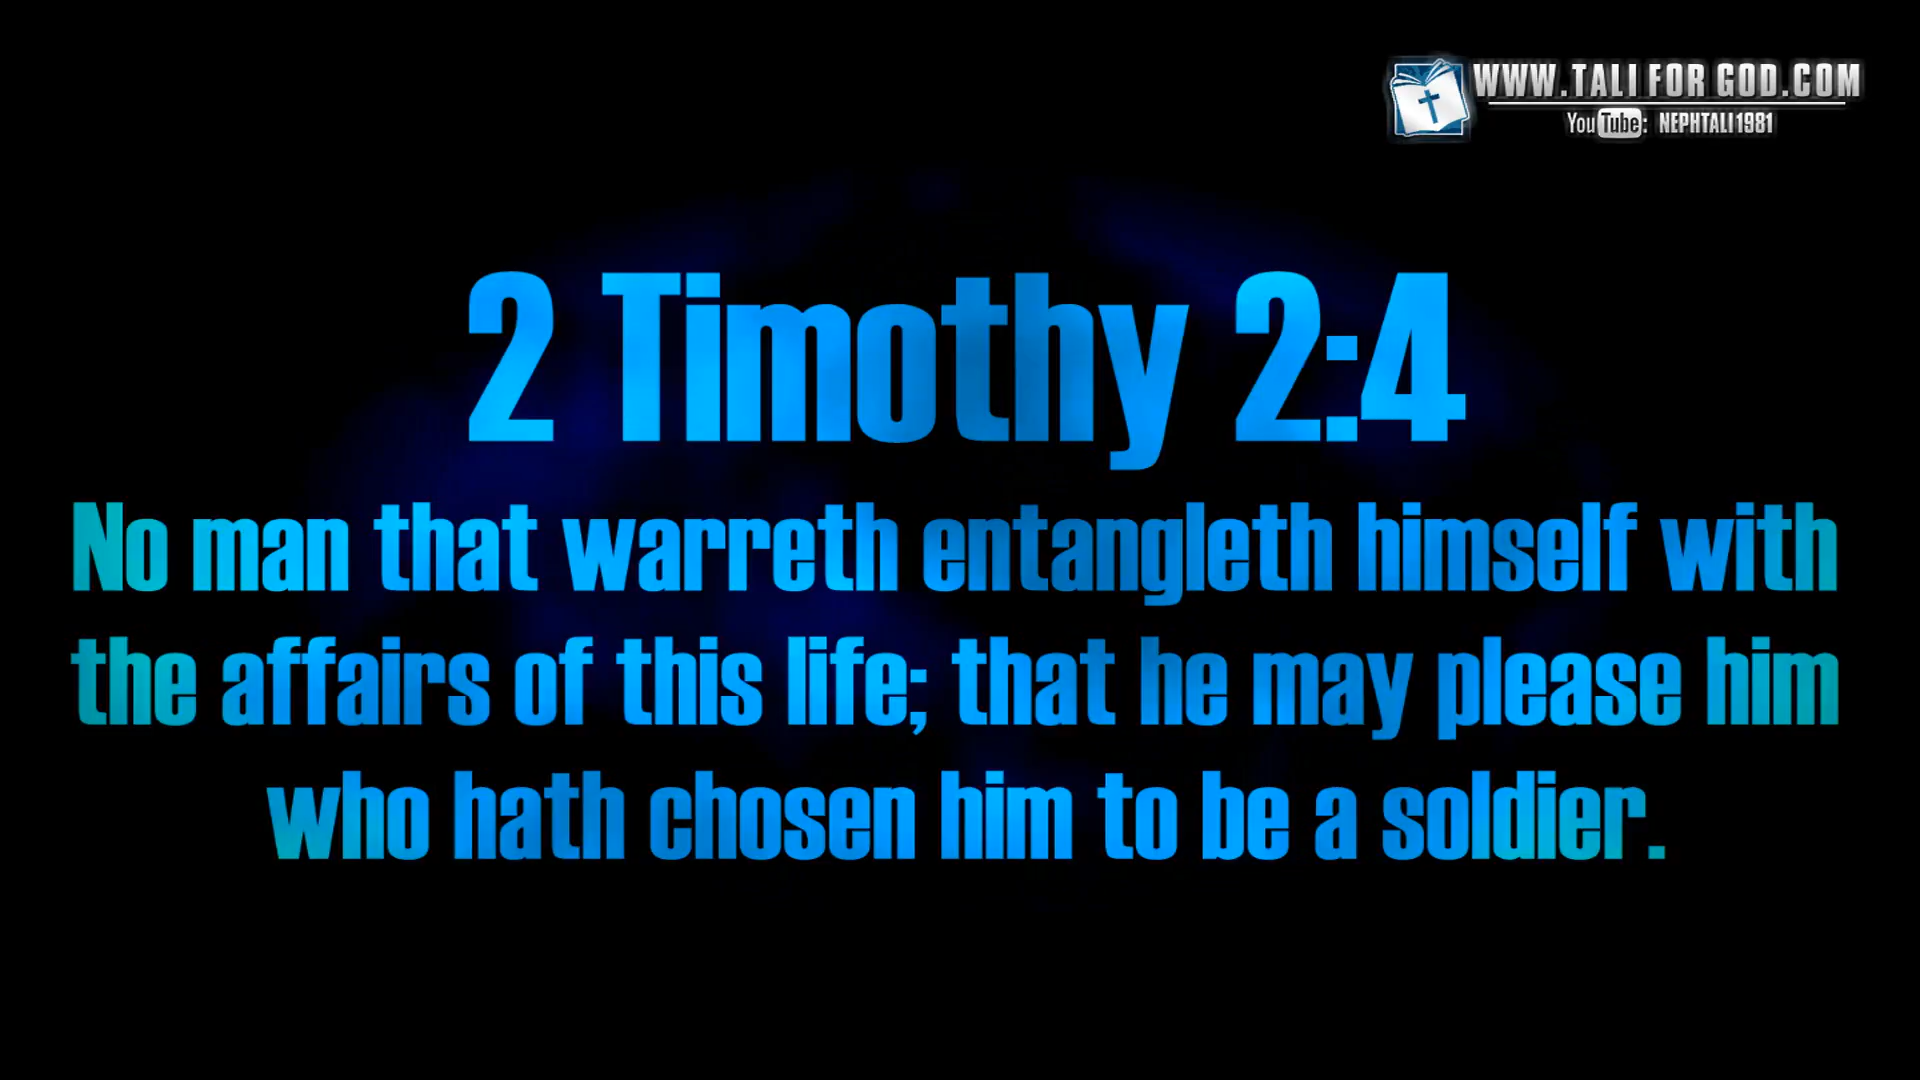 WWW.TALI FOR GOD.COM
YouTube: NEPHTALI1981
2 Timothy 2:4
No man that warreth entangleth himself with
the affairs of this life; that he may please him
who hath chosen him to be a soldier.